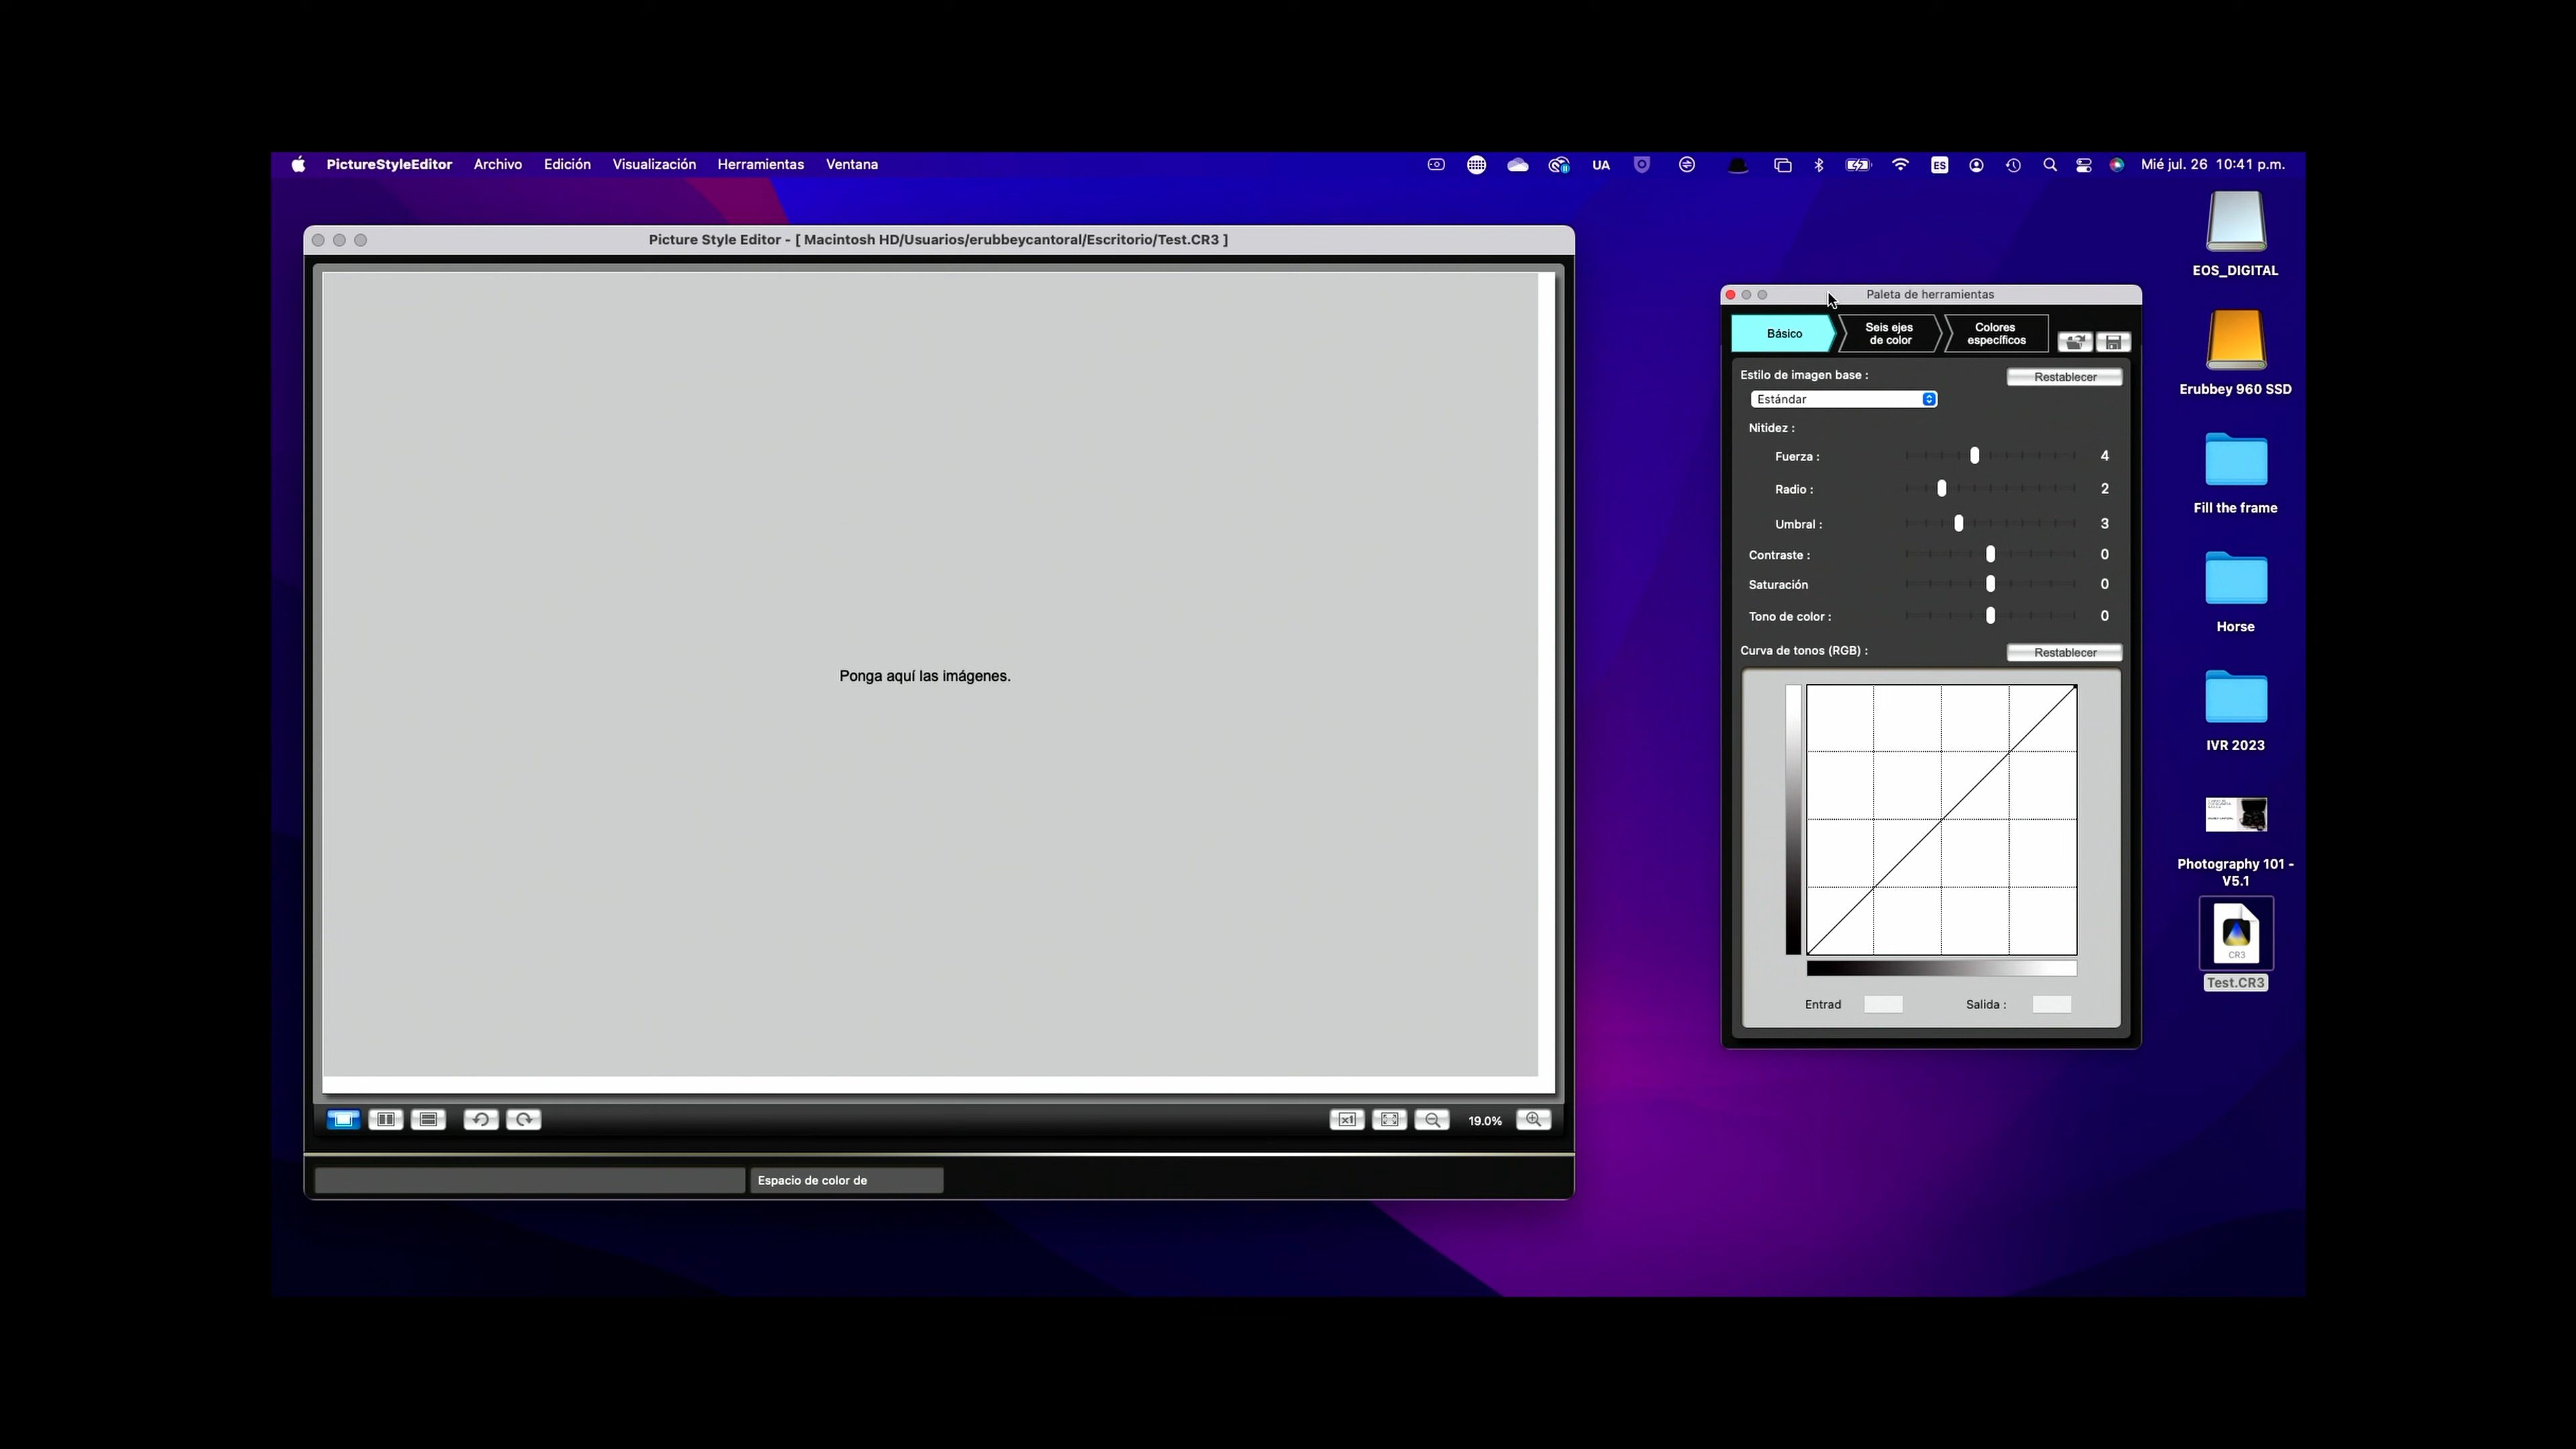 PictureStyleEditor Archivo Edición Visualización Herramientas Ventana
UA ES Mié jul. 26 10:41 p.m.
Picture Style Editor - [ Macintosh HD/Usuarios/erubbeycantoral/Escritorio/Test.CR3 ]
Ponga aquí las imágenes.
x1 19.0%
Espacio de color de
Paleta de herramientas
Básico
Seis ejes
de color
Colores
específicos
Estilo de imagen base :
Restablecer
Estándar
Nitidez :
Fuerza : 4
Radio : 2
Umbral : 3
Contraste : 0
Saturación 0
Tono de color : 0
Curva de tonos (RGB) :
Restablecer
Entrad Salida :
EOS_DIGITAL
Erubbey 960 SSD
Fill the frame
Horse
IVR 2023
Photography 101 -
V5.1
CR3
Test.CR3